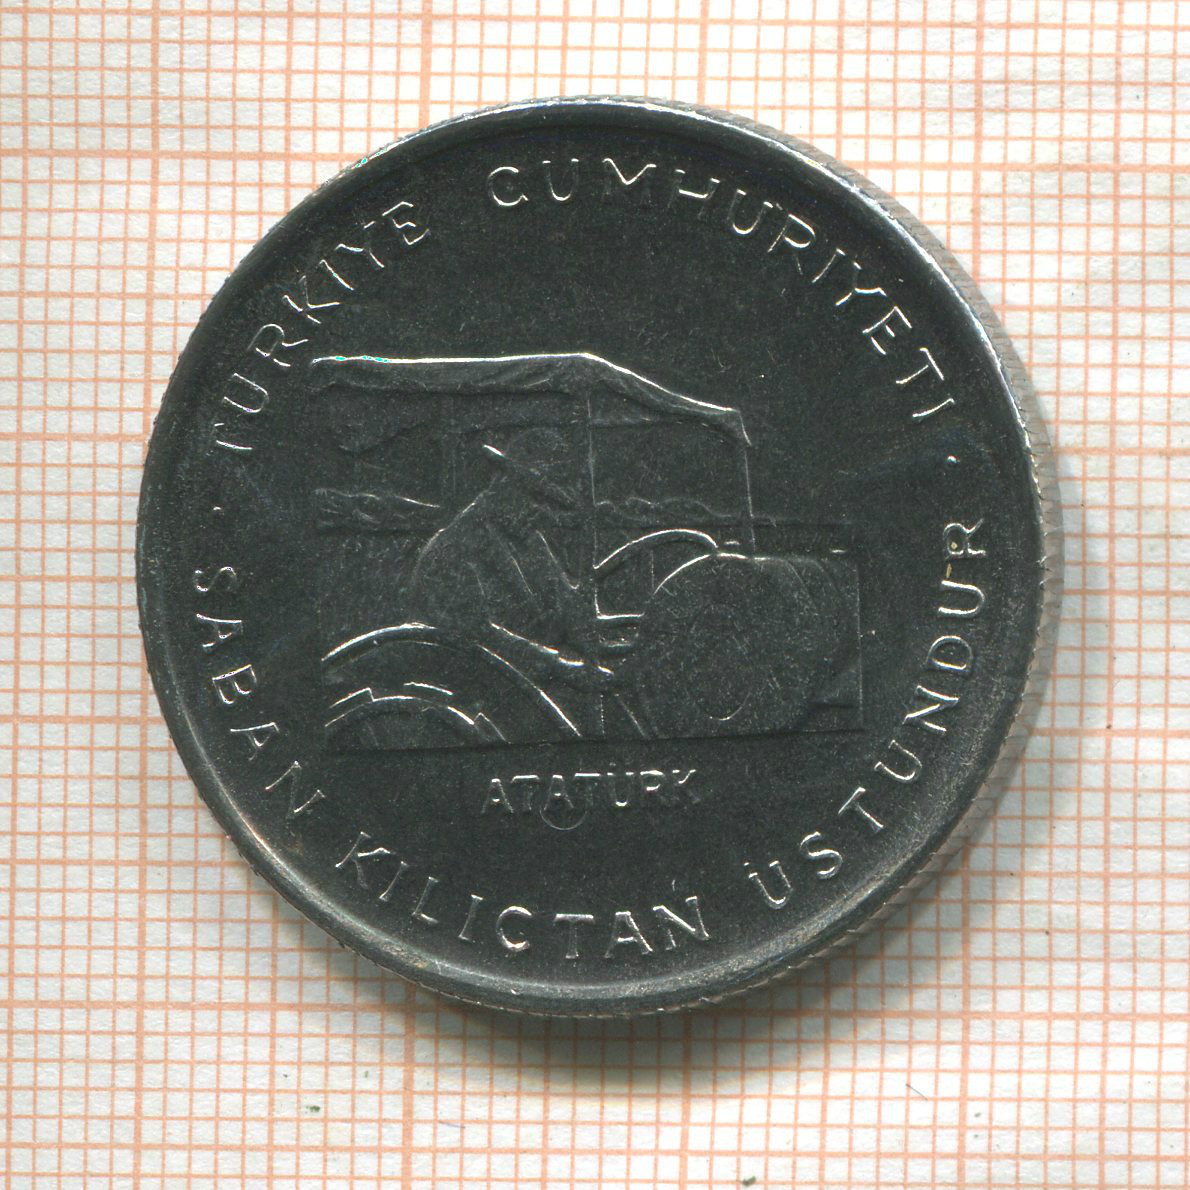 · TÜRKİYE CUMHURİYETİ ·
SABAN KILIÇTAN ÜSTÜNDÜR
ATATÜRK